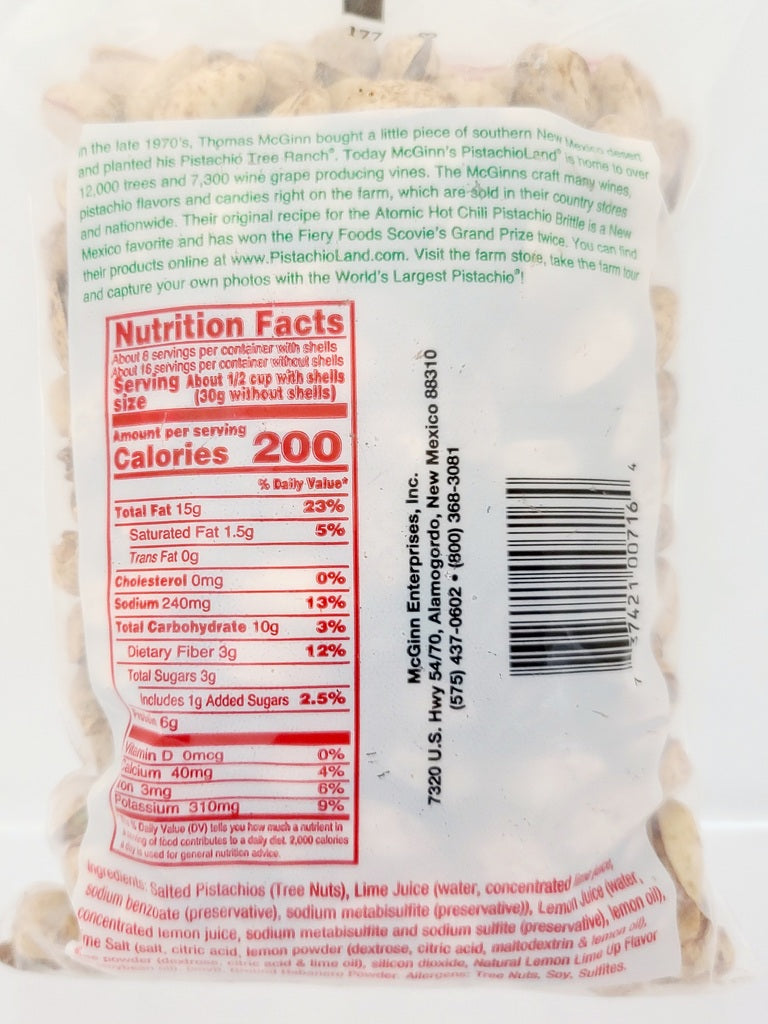 177
In the late 1970's, Thomas McGinn bought a little piece of southern New Mexico desert
and planted his Pistachio Tree Ranch®. Today McGinn's PistachioLand® is home to over
12,000 trees and 7,300 wine grape producing vines. The McGinns craft many wines,
pistachio flavors and candies right on the farm, which are sold in their country stores
and nationwide. Their original recipe for the Atomic Hot Chili Pistachio Brittle is a New
Mexico favorite and has won the Fiery Foods Scovie's Grand Prize twice. You can find
their products online at www.PistachioLand.com. Visit the farm store, take the farm tour
and capture your own photos with the World's Largest Pistachio®!
Nutrition Facts
About 8 servings per container with shells
About 16 servings per container without shells
Serving About 1/2 cup with shells
size (30g without shells)
Amount per serving
Calories 200
% Daily Value*
Total Fat 15g 23%
Saturated Fat 1.5g 5%
Trans Fat 0g
Cholesterol 0mg 0%
Sodium 240mg 13%
Total Carbohydrate 10g 3%
Dietary Fiber 3g 12%
Total Sugars 3g
Includes 1g Added Sugars 2.5%
Protein 6g
Vitamin D 0mcg 0%
Calcium 40mg 4%
Iron 3mg 6%
Potassium 310mg 9%
% Daily Value (DV) tells you how much a nutrient in
a serving of food contributes to a daily diet. 2,000 calories
a day is used for general nutrition advice.
McGinn Enterprises, Inc.
7320 U.S. Hwy 54/70, Alamogordo, New Mexico 88310
(575) 437-0602 • (800) 368-3081
7 37421 00716 4
Ingredients: Salted Pistachios (Tree Nuts), Lime Juice (water, concentrated lime juice,
sodium benzoate (preservative), sodium metabisulfite (preservative)), Lemon Juice (water,
concentrated lemon juice, sodium metabisulfite and sodium sulfite (preservative), lemon oil),
Lime Salt (salt, citric acid, lemon powder (dextrose, citric acid, maltodextrin & lemon oil),
lime powder (dextrose, citric acid & lime oil), silicon dioxide, Natural Lemon Lime Up Flavor
Ground Habanero Powder. Allergens: Tree Nuts, Soy, Sulfites.